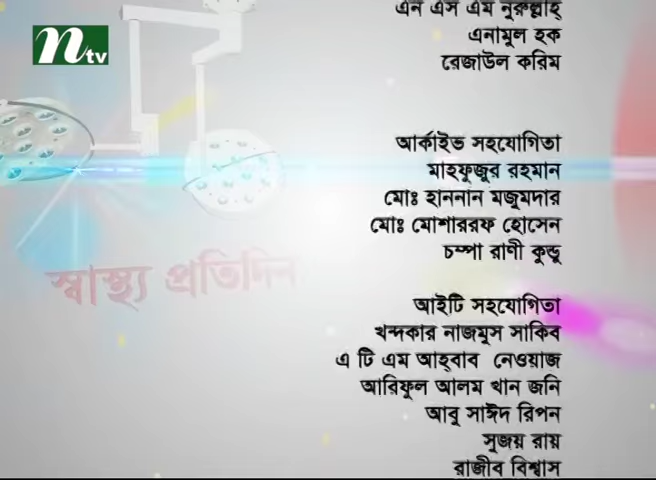 ntv
এন এস এম নুরুল্লাহ্
এনামুল হক
রেজাউল করিম
আর্কাইভ সহযোগিতা
মাহফুজুর রহমান
মোঃ হাননান মজুমদার
মোঃ মোশাররফ হোসেন
চম্পা রাণী কুন্ডু
স্বাস্থ্য প্রতিদিন
আইটি সহযোগিতা
খন্দকার নাজমুস সাকিব
এ টি এম আহ্‌বাব নেওয়াজ
আরিফুল আলম খান জনি
আবু সাঈদ রিপন
সুজয় রায়
রাজীব বিশ্বাস